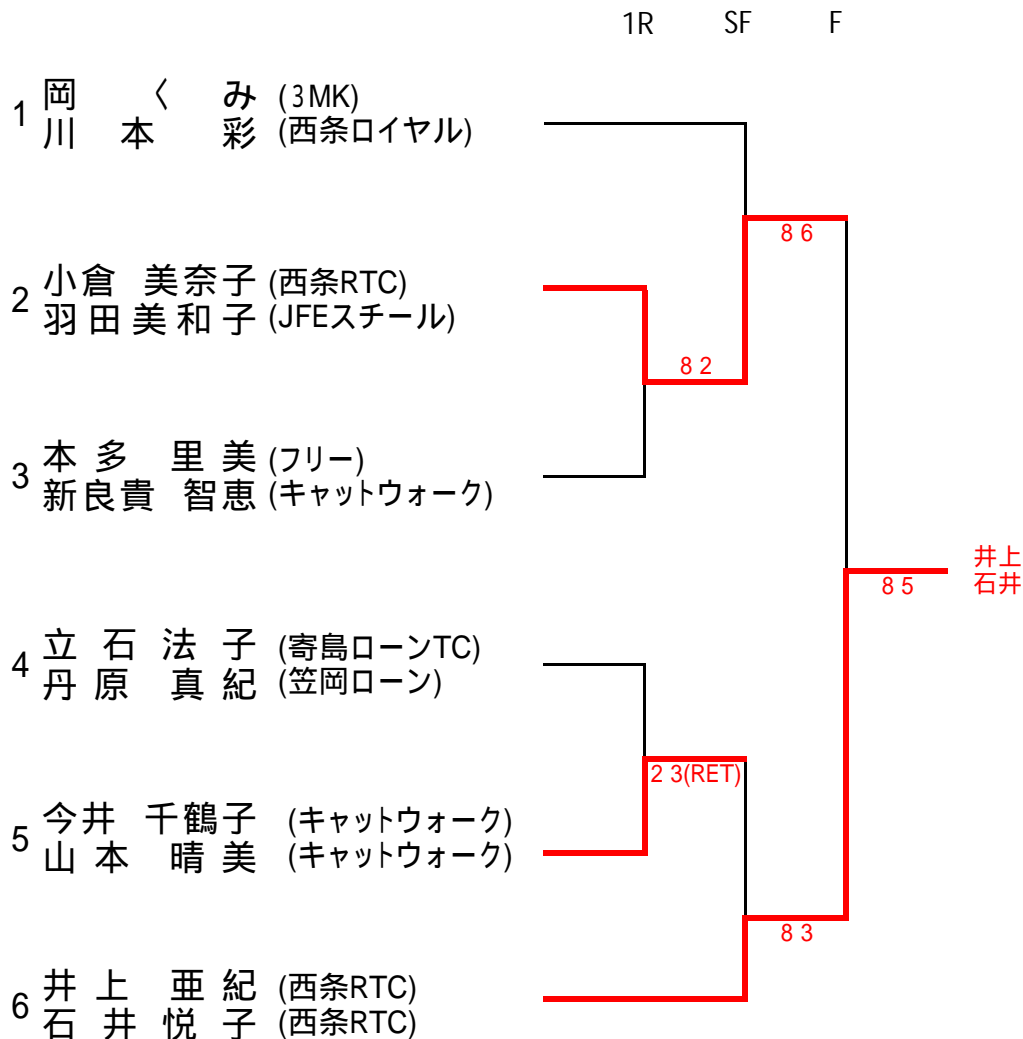 1R SF F
1 岡 くみ (3MK)
川本 彩 (西条ロイヤル)
8 6
2 小倉 美奈子 (西条RTC)
羽田美和子 (JFEスチール)
8 2
3 本多 里美 (フリー)
新良貴 智恵 (キャットウォーク)
井上
石井
8 5
4 立石法子 (寄島ローンTC)
丹原 真紀 (笠岡ローン)
2 3(RET)
5 今井 千鶴子 (キャットウォーク)
山本 晴美 (キャットウォーク)
8 3
6 井上 亜紀 (西条RTC)
石井悦子 (西条RTC)